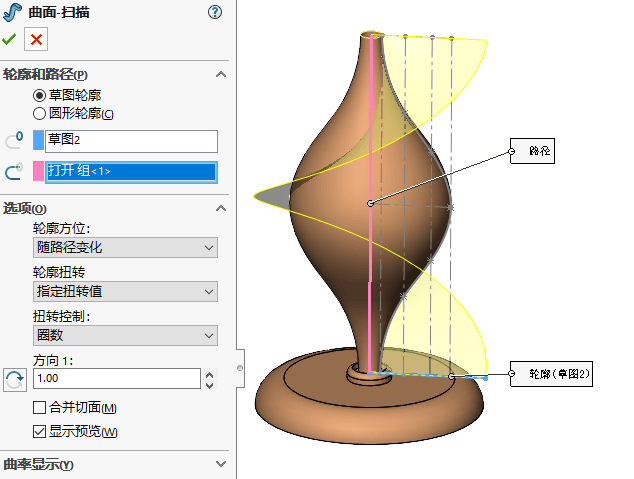 曲面-扫描
轮廓和路径(P)
草图轮廓
圆形轮廓(C)
草图2
打开 组<1>
选项(O)
轮廓方位:
随路径变化
轮廓扭转
指定扭转值
扭转控制:
圈数
方向 1:
1.00
合并切面(M)
显示预览(W)
曲率显示(Y)
路径
轮廓(草图2)